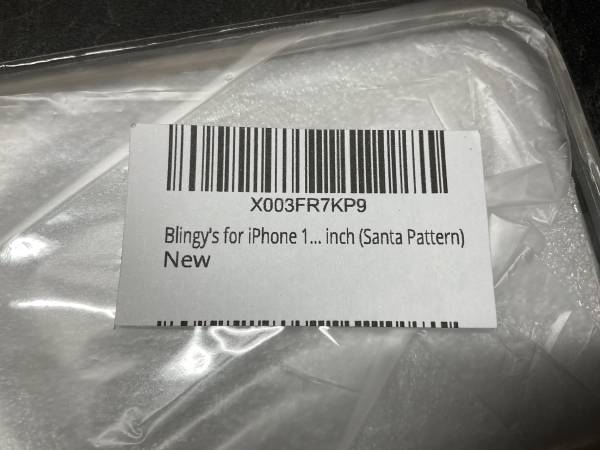 X003FR7KP9
Blingy's for iPhone 1... inch (Santa Pattern)
New